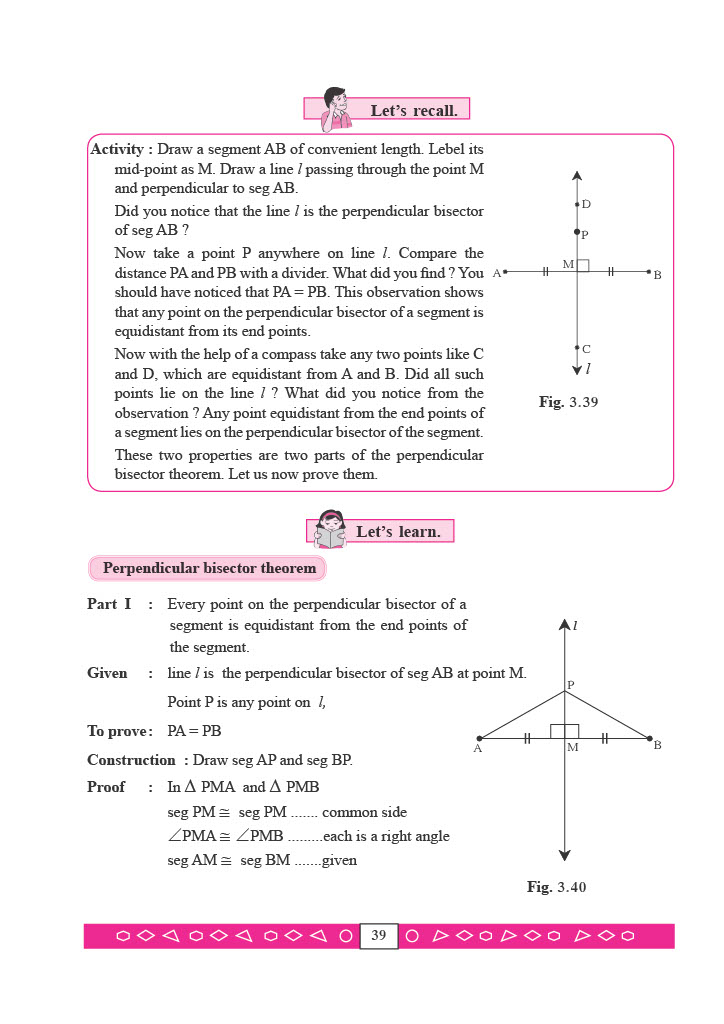 Let's recall.
Activity : Draw a segment AB of convenient length. Lebel its
mid-point as M. Draw a line l passing through the point M
and perpendicular to seg AB.
Did you notice that the line l is the perpendicular bisector
of seg AB ?
Now take a point P anywhere on line l. Compare the
distance PA and PB with a divider. What did you find ? You
should have noticed that PA = PB. This observation shows
that any point on the perpendicular bisector of a segment is
equidistant from its end points.
Now with the help of a compass take any two points like C
and D, which are equidistant from A and B. Did all such
points lie on the line l ? What did you notice from the
observation ? Any point equidistant from the end points of
a segment lies on the perpendicular bisector of the segment.
These two properties are two parts of the perpendicular
bisector theorem. Let us now prove them.
D
P
M
A
B
C
l
Fig. 3.39
Let's learn.
Perpendicular bisector theorem
Part I : Every point on the perpendicular bisector of a
segment is equidistant from the end points of
the segment.
Given : line l is the perpendicular bisector of seg AB at point M.
Point P is any point on l,
To prove : PA = PB
Construction : Draw seg AP and seg BP.
Proof : In Δ PMA and Δ PMB
seg PM ≅ seg PM ....... common side
∠PMA ≅ ∠PMB .........each is a right angle
seg AM ≅ seg BM .......given
l
P
A
M
B
Fig. 3.40
39